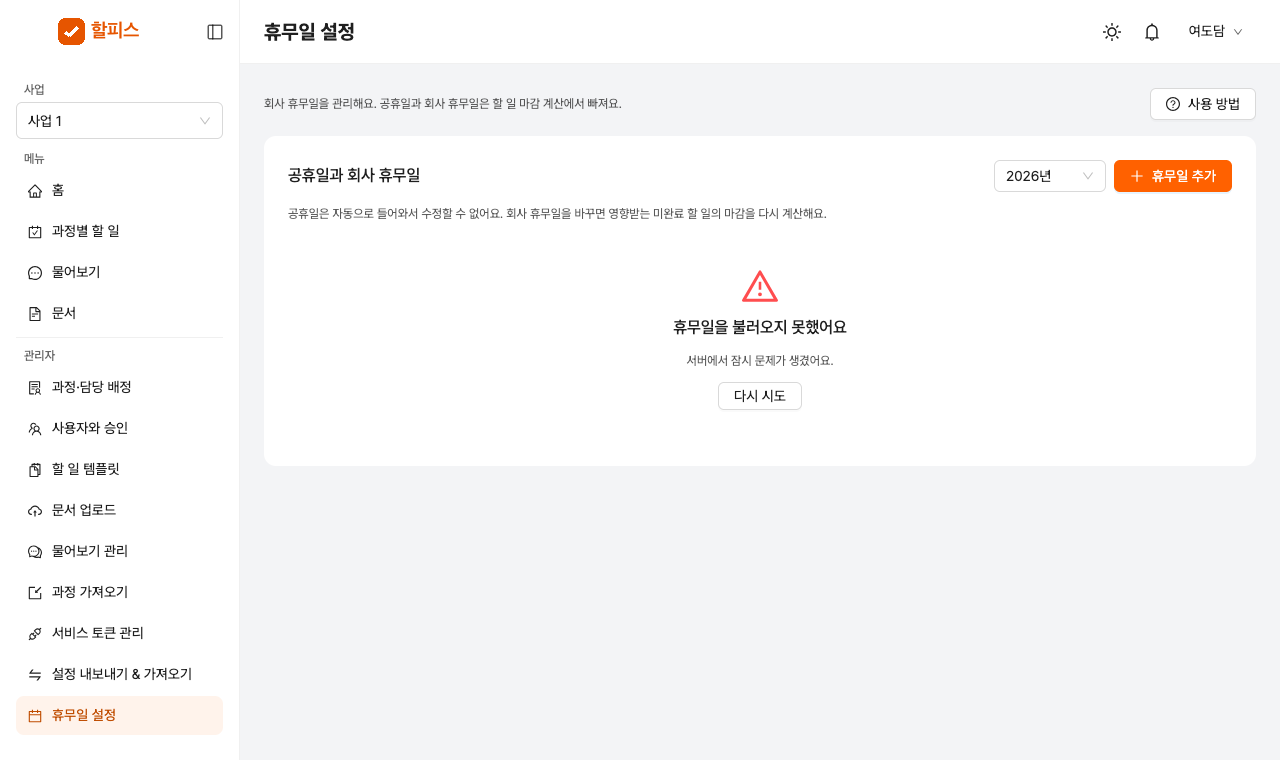 할피스
사업
사업 1
메뉴
홈
과정별 할 일
물어보기
문서
관리자
과정·담당 배정
사용자와 승인
할 일 템플릿
문서 업로드
물어보기 관리
과정 가져오기
서비스 토큰 관리
설정 내보내기 & 가져오기
휴무일 설정
휴무일 설정
여도담
회사 휴무일을 관리해요. 공휴일과 회사 휴무일은 할 일 마감 계산에서 빠져요.
사용 방법
공휴일과 회사 휴무일
2026년
휴무일 추가
공휴일은 자동으로 들어와서 수정할 수 없어요. 회사 휴무일을 바꾸면 영향받는 미완료 할 일의 마감을 다시 계산해요.
휴무일을 불러오지 못했어요
서버에서 잠시 문제가 생겼어요.
다시 시도